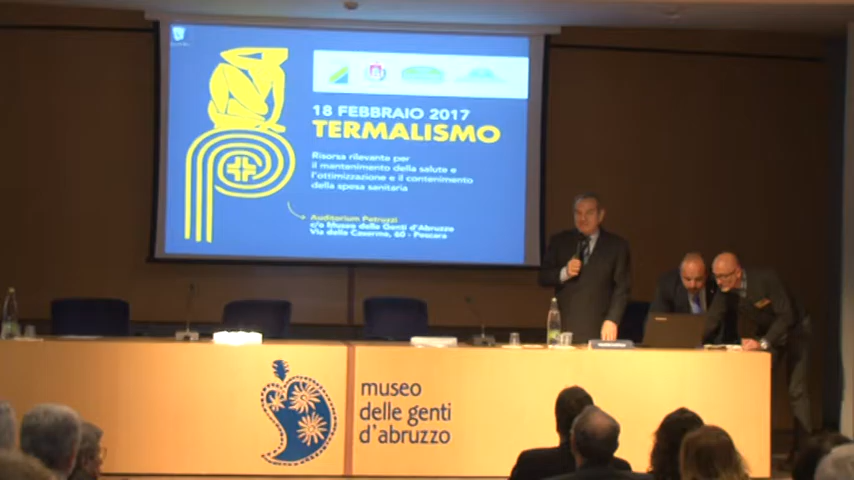 18 FEBBRAIO 2017
TERMALISMO
Risorsa rilevante per
il mantenimento della salute e
l'ottimizzazione e il contenimento
della spesa sanitaria
Auditorium Petruzzi
c/o Museo delle Genti d'Abruzzo
Via delle Caserme, 60 - Pescara
museo
delle genti
d'abruzzo